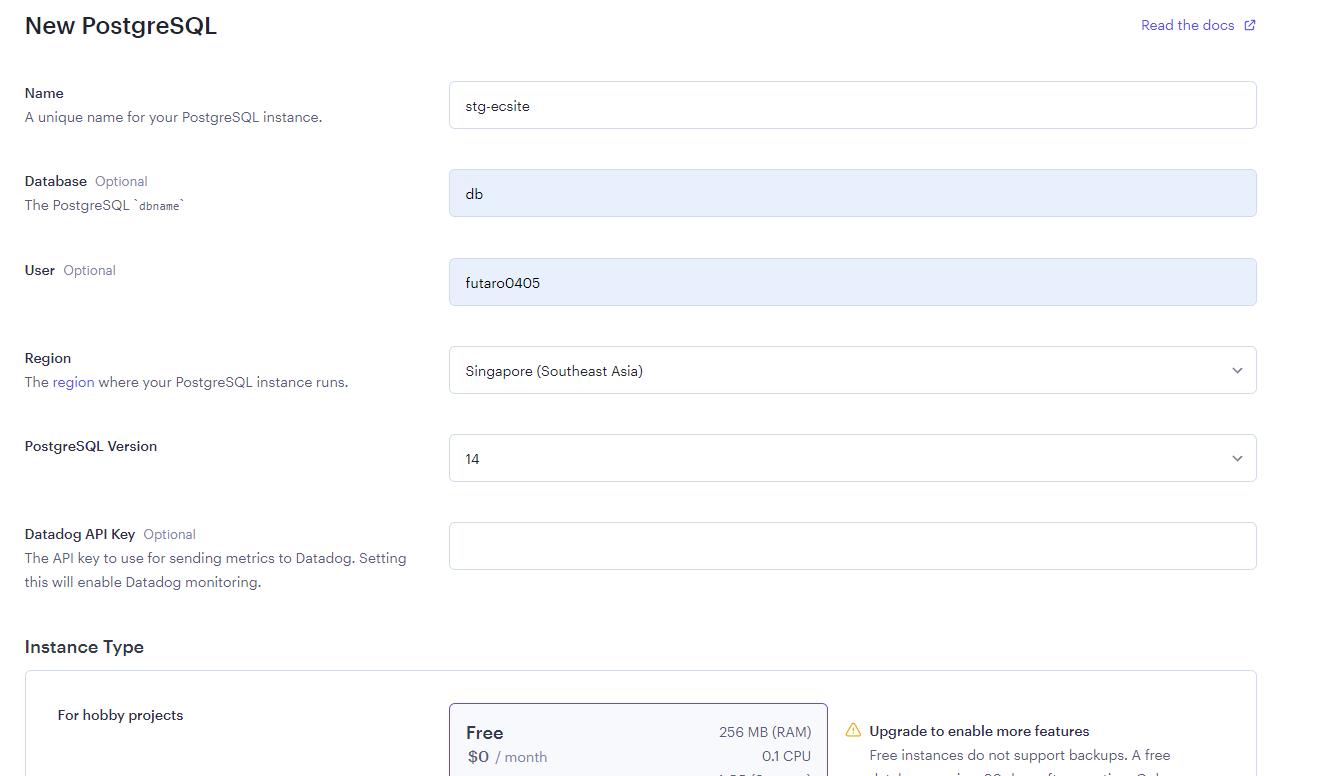 New PostgreSQL
Read the docs
Name
A unique name for your PostgreSQL instance.
stg-ecsite
Database Optional
The PostgreSQL `dbname`
db
User Optional
futaro0405
Region
The region where your PostgreSQL instance runs.
Singapore (Southeast Asia)
PostgreSQL Version
14
Datadog API Key Optional
The API key to use for sending metrics to Datadog. Setting
this will enable Datadog monitoring.
Instance Type
For hobby projects
Free
256 MB (RAM)
$0 / month
0.1 CPU
Upgrade to enable more features
Free instances do not support backups. A free